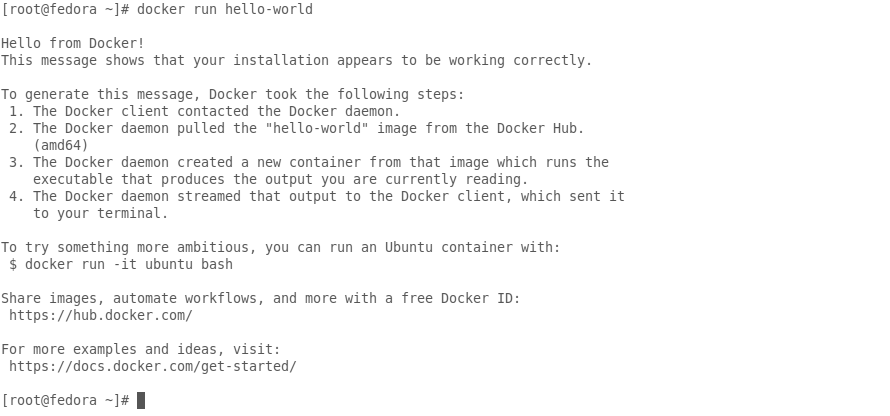 [root@fedora ~]# docker run hello-world

Hello from Docker!
This message shows that your installation appears to be working correctly.

To generate this message, Docker took the following steps:
 1. The Docker client contacted the Docker daemon.
 2. The Docker daemon pulled the "hello-world" image from the Docker Hub.
    (amd64)
 3. The Docker daemon created a new container from that image which runs the
    executable that produces the output you are currently reading.
 4. The Docker daemon streamed that output to the Docker client, which sent it
    to your terminal.

To try something more ambitious, you can run an Ubuntu container with:
 $ docker run -it ubuntu bash

Share images, automate workflows, and more with a free Docker ID:
 https://hub.docker.com/

For more examples and ideas, visit:
 https://docs.docker.com/get-started/

[root@fedora ~]#